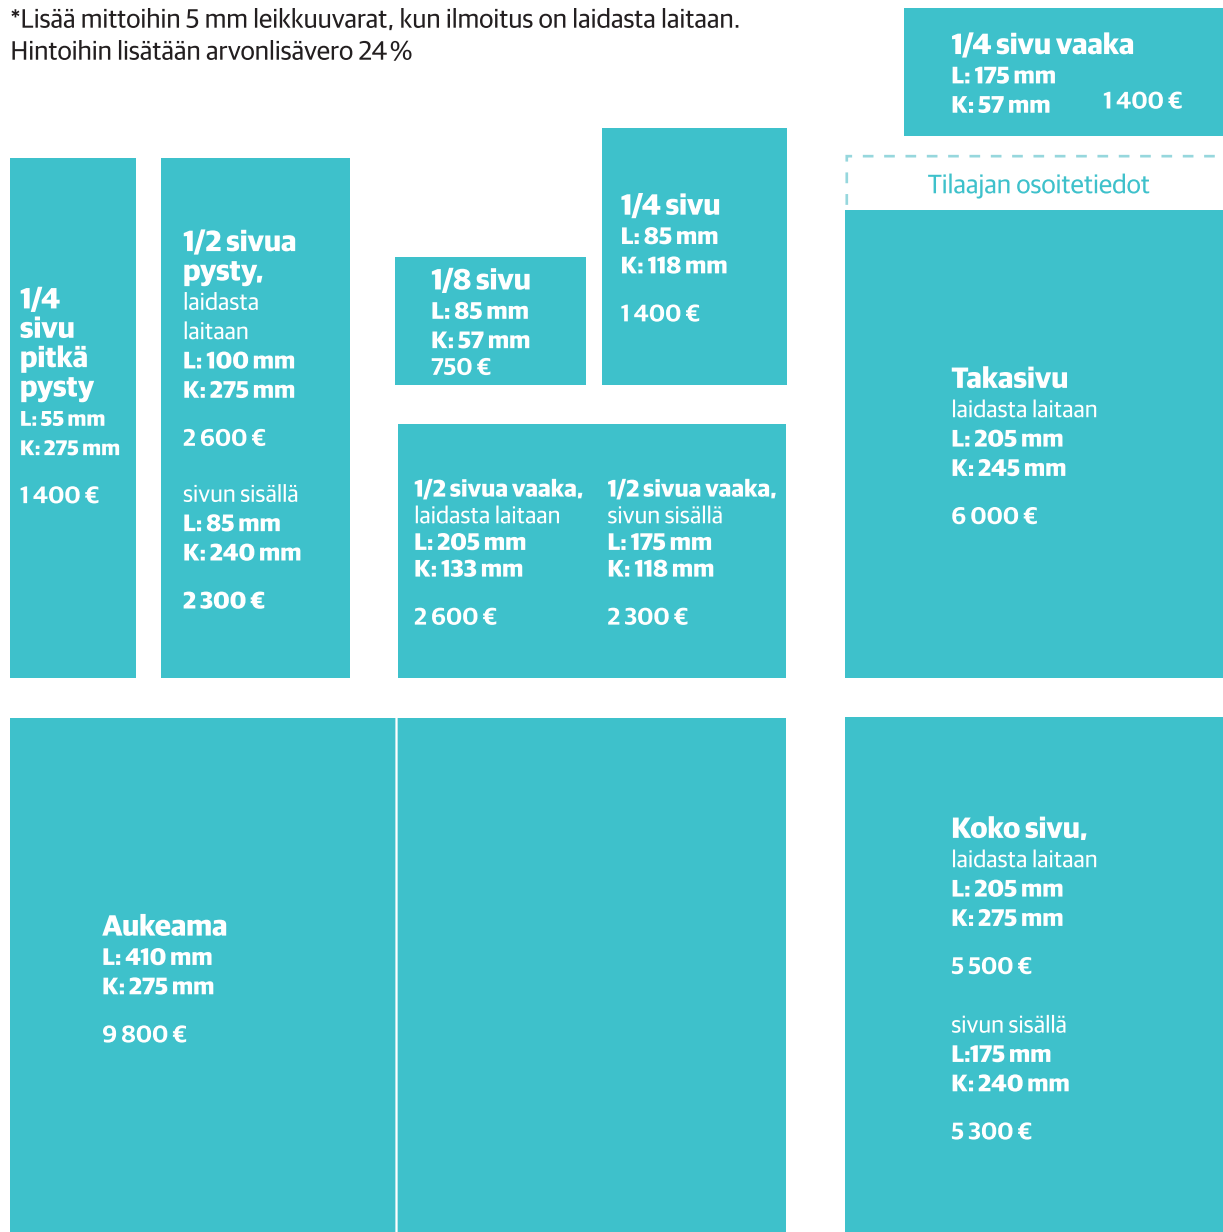 *Lisää mittoihin 5 mm leikkuuvarat, kun ilmoitus on laidasta laitaan.
Hintoihin lisätään arvonlisävero 24 %
1/4 sivu vaaka
L: 175 mm
K: 57 mm 1 400 €
1/4
sivu
pitkä
pysty
L: 55 mm
K: 275 mm
1 400 €
1/2 sivua
pysty,
laidasta
laitaan
L: 100 mm
K: 275 mm
2 600 €
sivun sisällä
L: 85 mm
K: 240 mm
2 300 €
1/8 sivu
L: 85 mm
K: 57 mm
750 €
1/4 sivu
L: 85 mm
K: 118 mm
1 400 €
1/2 sivua vaaka,
laidasta laitaan
L: 205 mm
K: 133 mm
2 600 €
1/2 sivua vaaka,
sivun sisällä
L: 175 mm
K: 118 mm
2 300 €
Tilaajan osoitetiedot
Takasivu
laidasta laitaan
L: 205 mm
K: 245 mm
6 000 €
Aukeama
L: 410 mm
K: 275 mm
9 800 €
Koko sivu,
laidasta laitaan
L: 205 mm
K: 275 mm
5 500 €
sivun sisällä
L:175 mm
K: 240 mm
5 300 €